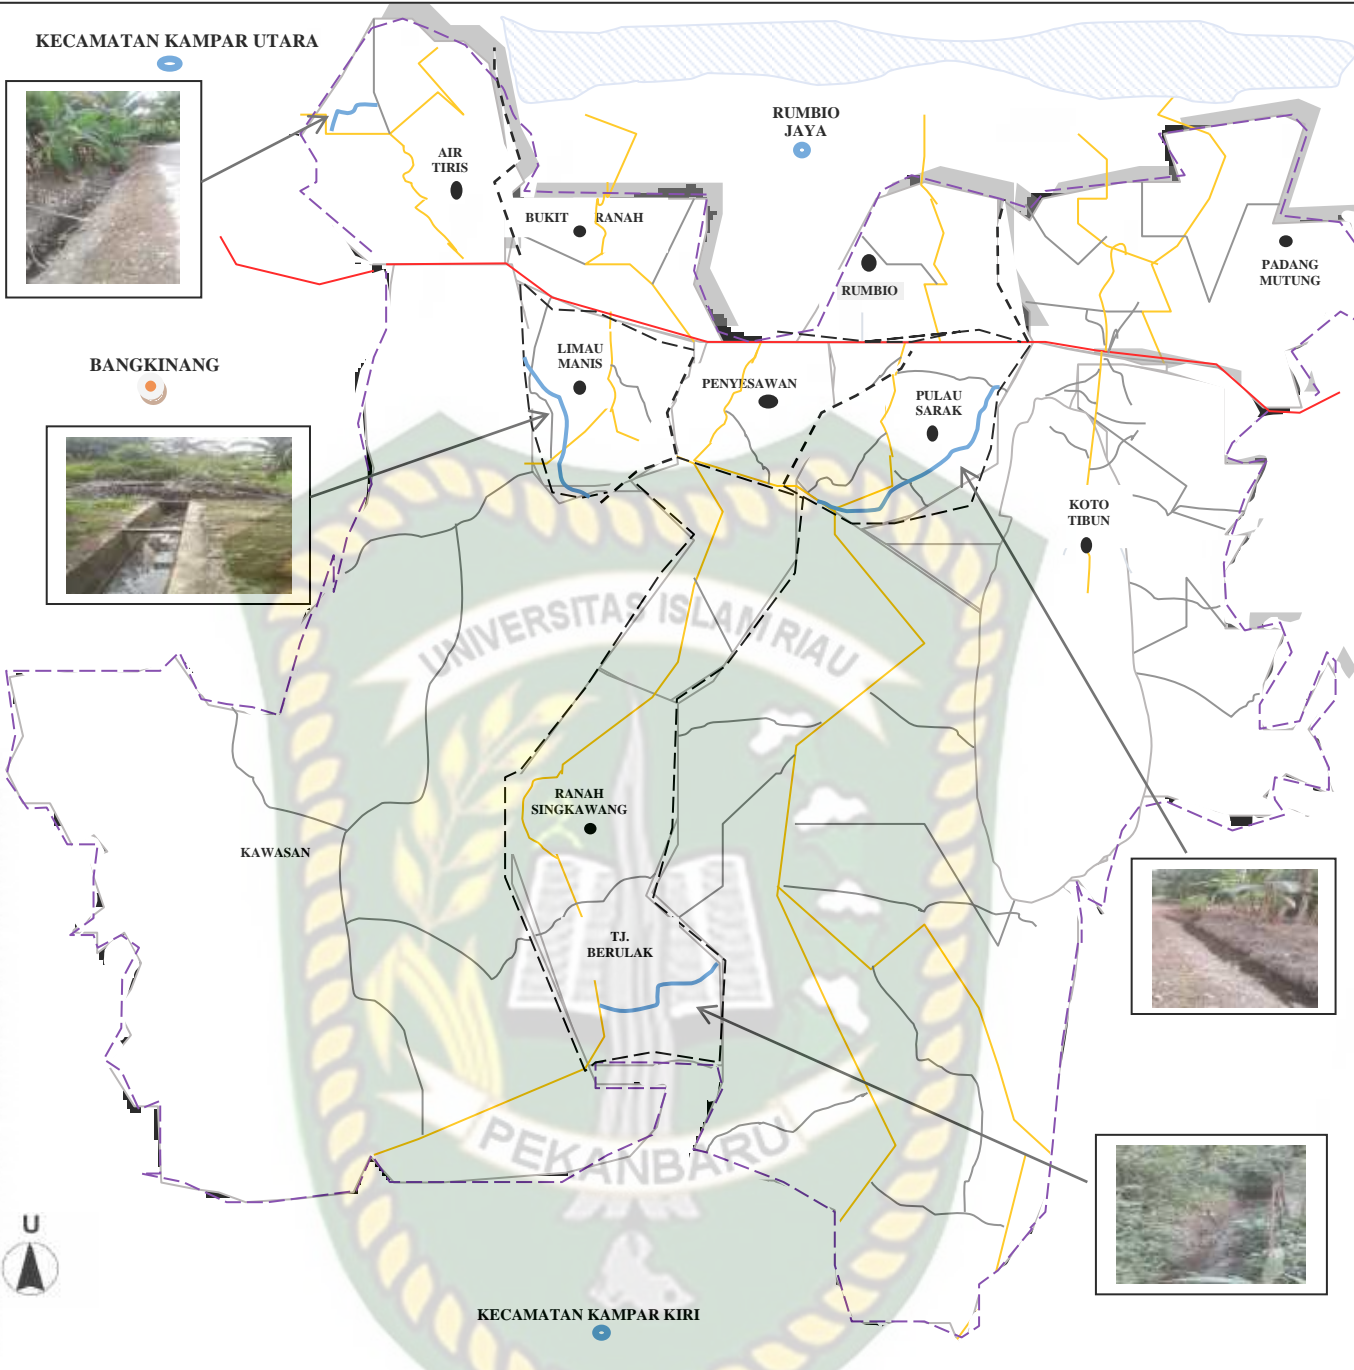 KECAMATAN KAMPAR UTARA
RUMBIO
JAYA
AIR
TIRIS
BUKIT RANAH
PADANG
MUTUNG
RUMBIO
BANGKINANG
LIMAU
MANIS
PENYESAWAN
PULAU
SARAK
KOTO
TIBUN
UNIVERSITAS ISLAM RIAU
RANAH
SINGKAWANG
KAWASAN
TJ.
BERULAK
PEKANBARU
U
KECAMATAN KAMPAR KIRI